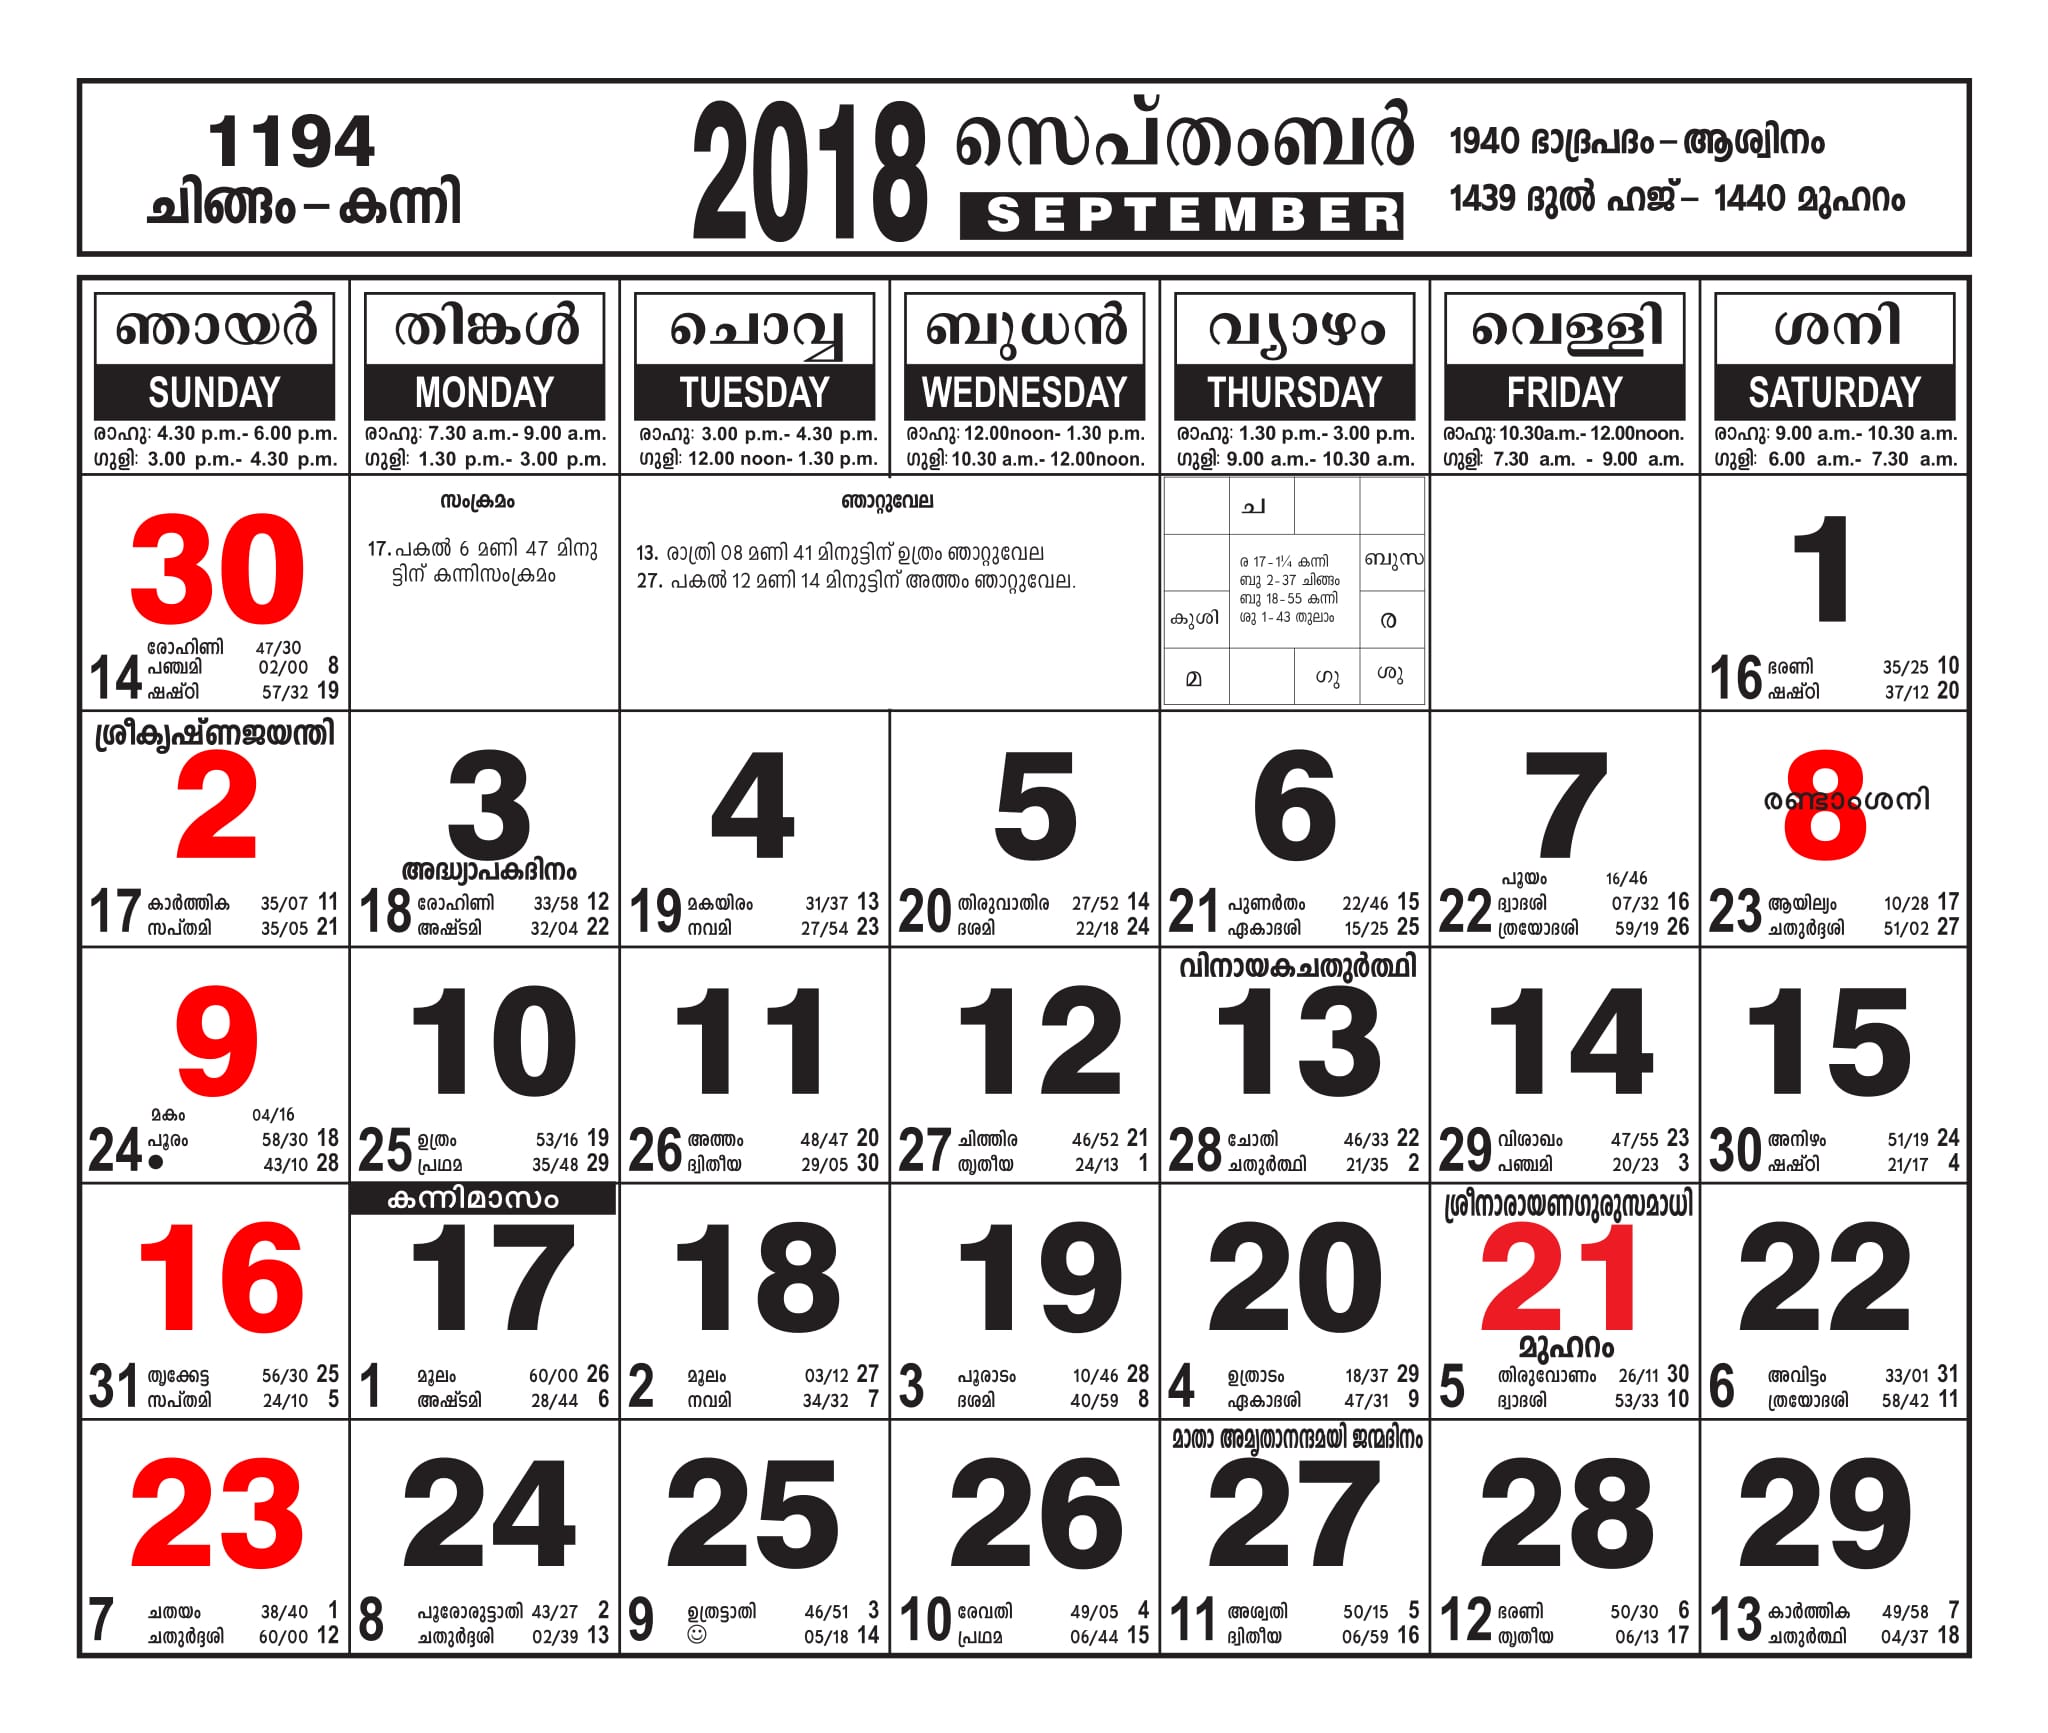 1194
ചിങ്ങം – കന്നി
2018
സെപ്തംബർ
SEPTEMBER
1940 ഭാദ്രപദം – ആശ്വിനം
1439 ദുൽ ഹജ് – 1440 മുഹറം
ഞായർ തിങ്കൾ ചൊവ്വ ബുധൻ വ്യാഴം വെള്ളി ശനി
SUNDAY MONDAY TUESDAY WEDNESDAY THURSDAY FRIDAY SATURDAY
രാഹു: 4.30 p.m.- 6.00 p.m. രാഹു: 7.30 a.m.- 9.00 a.m. രാഹു: 3.00 p.m.- 4.30 p.m. രാഹു: 12.00noon- 1.30 p.m. രാഹു: 1.30 p.m.- 3.00 p.m. രാഹു: 10.30a.m.- 12.00noon. രാഹു: 9.00 a.m.- 10.30 a.m.
ഗുളി: 3.00 p.m.- 4.30 p.m. ഗുളി: 1.30 p.m.- 3.00 p.m. ഗുളി: 12.00 noon- 1.30 p.m. ഗുളി: 10.30 a.m.- 12.00noon. ഗുളി: 9.00 a.m.- 10.30 a.m. ഗുളി: 7.30 a.m. - 9.00 a.m. ഗുളി: 6.00 a.m.- 7.30 a.m.
30
14 രോഹിണി 47/30
പഞ്ചമി 02/00 8
ഷഷ്ഠി 57/32 19
സംക്രമം
17. പകൽ 6 മണി 47 മിനു
ട്ടിന് കന്നിസംക്രമം
ഞാറ്റുവേല
13. രാത്രി 08 മണി 41 മിനുട്ടിന് ഉത്രം ഞാറ്റുവേല
27. പകൽ 12 മണി 14 മിനുട്ടിന് അത്തം ഞാറ്റുവേല.
ച
ബുസ
ര 17-1¼ കന്നി
ബു 2-37 ചിങ്ങം
ബു 18-55 കന്നി
ശു 1-43 തുലാം
കുശി
ര
മ
ഗു
ശു
1
16 ഭരണി 35/25 10
ഷഷ്ഠി 37/12 20
ശ്രീകൃഷ്ണജയന്തി
2
17 കാർത്തിക 35/07 11
സപ്തമി 35/05 21
3
അദ്ധ്യാപകദിനം
18 രോഹിണി 33/58 12
അഷ്ടമി 32/04 22
4
19 മകയിരം 31/37 13
നവമി 27/54 23
5
20 തിരുവാതിര 27/52 14
ദശമി 22/18 24
6
21 പുണർതം 22/46 15
ഏകാദശി 15/25 25
7
22 പൂയം 16/46
ദ്വാദശി 07/32 16
ത്രയോദശി 59/19 26
8
രണ്ടാംശനി
23 ആയില്യം 10/28 17
ചതുർദ്ദശി 51/02 27
9
24 മകം 04/16
പൂരം 58/30 18
● 43/10 28
10
25 ഉത്രം 53/16 19
പ്രഥമ 35/48 29
11
26 അത്തം 48/47 20
ദ്വിതീയ 29/05 30
12
27 ചിത്തിര 46/52 21
തൃതീയ 24/13 1
വിനായകചതുർത്ഥി
13
28 ചോതി 46/33 22
ചതുർത്ഥി 21/35 2
14
29 വിശാഖം 47/55 23
പഞ്ചമി 20/23 3
15
30 അനിഴം 51/19 24
ഷഷ്ഠി 21/17 4
16
31 തൃക്കേട്ട 56/30 25
സപ്തമി 24/10 5
കന്നിമാസം
17
1 മൂലം 60/00 26
അഷ്ടമി 28/44 6
18
2 മൂലം 03/12 27
നവമി 34/32 7
19
3 പൂരാടം 10/46 28
ദശമി 40/59 8
20
4 ഉത്രാടം 18/37 29
ഏകാദശി 47/31 9
ശ്രീനാരായണഗുരുസമാധി
21
മുഹറം
5 തിരുവോണം 26/11 30
ദ്വാദശി 53/33 10
22
6 അവിട്ടം 33/01 31
ത്രയോദശി 58/42 11
23
7 ചതയം 38/40 1
ചതുർദ്ദശി 60/00 12
24
8 പൂരോരുട്ടാതി 43/27 2
ചതുർദ്ദശി 02/39 13
25
9 ഉത്രട്ടാതി 46/51 3
☺ 05/18 14
26
10 രേവതി 49/05 4
പ്രഥമ 06/44 15
മാതാ അമൃതാനന്ദമയി ജന്മദിനം
27
11 അശ്വതി 50/15 5
ദ്വിതീയ 06/59 16
28
12 ഭരണി 50/30 6
തൃതീയ 06/13 17
29
13 കാർത്തിക 49/58 7
ചതുർത്ഥി 04/37 18